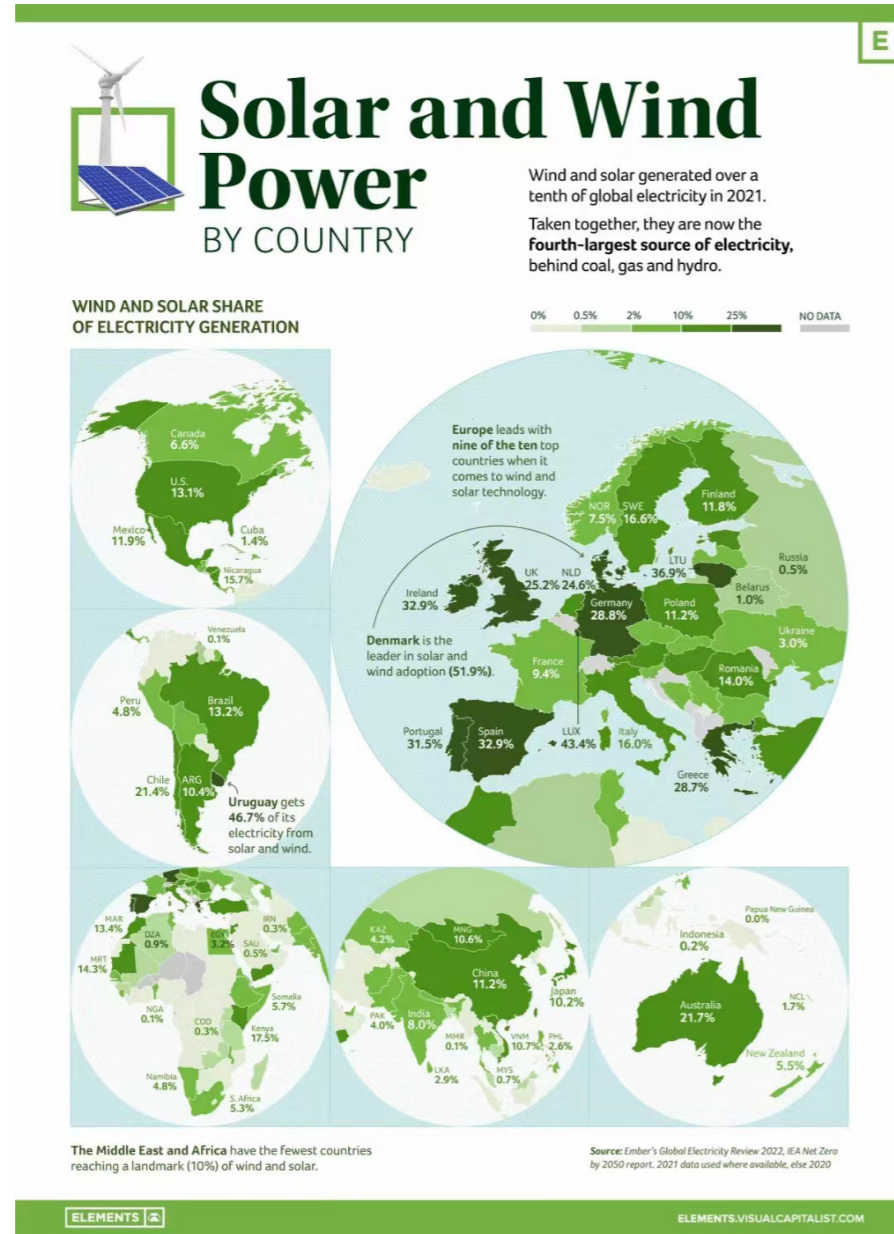 E
Solar and Wind
Power
BY COUNTRY
Wind and solar generated over a
tenth of global electricity in 2021.
Taken together, they are now the
fourth-largest source of electricity,
behind coal, gas and hydro.
WIND AND SOLAR SHARE
OF ELECTRICITY GENERATION
0% 0.5% 2% 10% 25% NO DATA
Canada
6.6%
U.S.
13.1%
Mexico
11.9%
Cuba
1.4%
Nicaragua
15.7%
Europe leads with
nine of the ten top
countries when it
comes to wind and
solar technology.
NOR
7.5%
SWE
16.6%
Finland
11.8%
Russia
0.5%
LTU
36.9%
Belarus
1.0%
UK
25.2%
NLD
24.6%
Ireland
32.9%
Germany
28.8%
Poland
11.2%
Ukraine
3.0%
Denmark is the
leader in solar and
wind adoption (51.9%).
France
9.4%
Romania
14.0%
Portugal
31.5%
Spain
32.9%
LUX
43.4%
Italy
16.0%
Greece
28.7%
Venezuela
0.1%
Peru
4.8%
Brazil
13.2%
Chile
21.4%
ARG
10.4%
Uruguay gets
46.7% of its
electricity from
solar and wind.
MAR
13.4%
DZA
0.9%
EGY
3.2%
IRN
0.3%
SAU
0.5%
MRT
14.3%
Somalia
5.7%
NGA
0.1%
COD
0.3%
Kenya
17.5%
Namibia
4.8%
S. Africa
5.3%
KAZ
4.2%
MNG
10.6%
China
11.2%
Japan
10.2%
PAK
4.0%
India
8.0%
MMR
0.1%
VNM
10.7%
PHL
2.6%
LKA
2.9%
MYS
0.7%
Papua New Guinea
0.0%
Indonesia
0.2%
Australia
21.7%
NCL
1.7%
New Zealand
5.5%
The Middle East and Africa have the fewest countries
reaching a landmark (10%) of wind and solar.
Source: Ember's Global Electricity Review 2022, IEA Net Zero
by 2050 report. 2021 data used where available, else 2020
ELEMENTS
ELEMENTS.VISUALCAPITALIST.COM